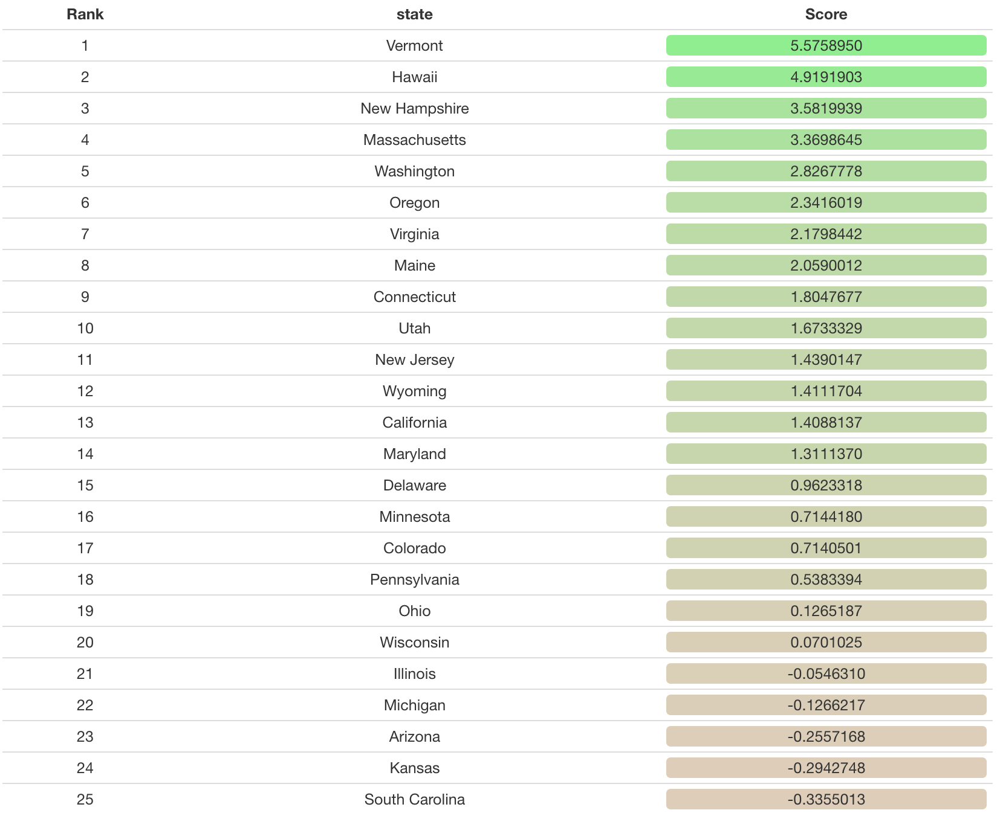 Rank state Score
1 Vermont 5.5758950
2 Hawaii 4.9191903
3 New Hampshire 3.5819939
4 Massachusetts 3.3698645
5 Washington 2.8267778
6 Oregon 2.3416019
7 Virginia 2.1798442
8 Maine 2.0590012
9 Connecticut 1.8047677
10 Utah 1.6733329
11 New Jersey 1.4390147
12 Wyoming 1.4111704
13 California 1.4088137
14 Maryland 1.3111370
15 Delaware 0.9623318
16 Minnesota 0.7144180
17 Colorado 0.7140501
18 Pennsylvania 0.5383394
19 Ohio 0.1265187
20 Wisconsin 0.0701025
21 Illinois -0.0546310
22 Michigan -0.1266217
23 Arizona -0.2557168
24 Kansas -0.2942748
25 South Carolina -0.3355013